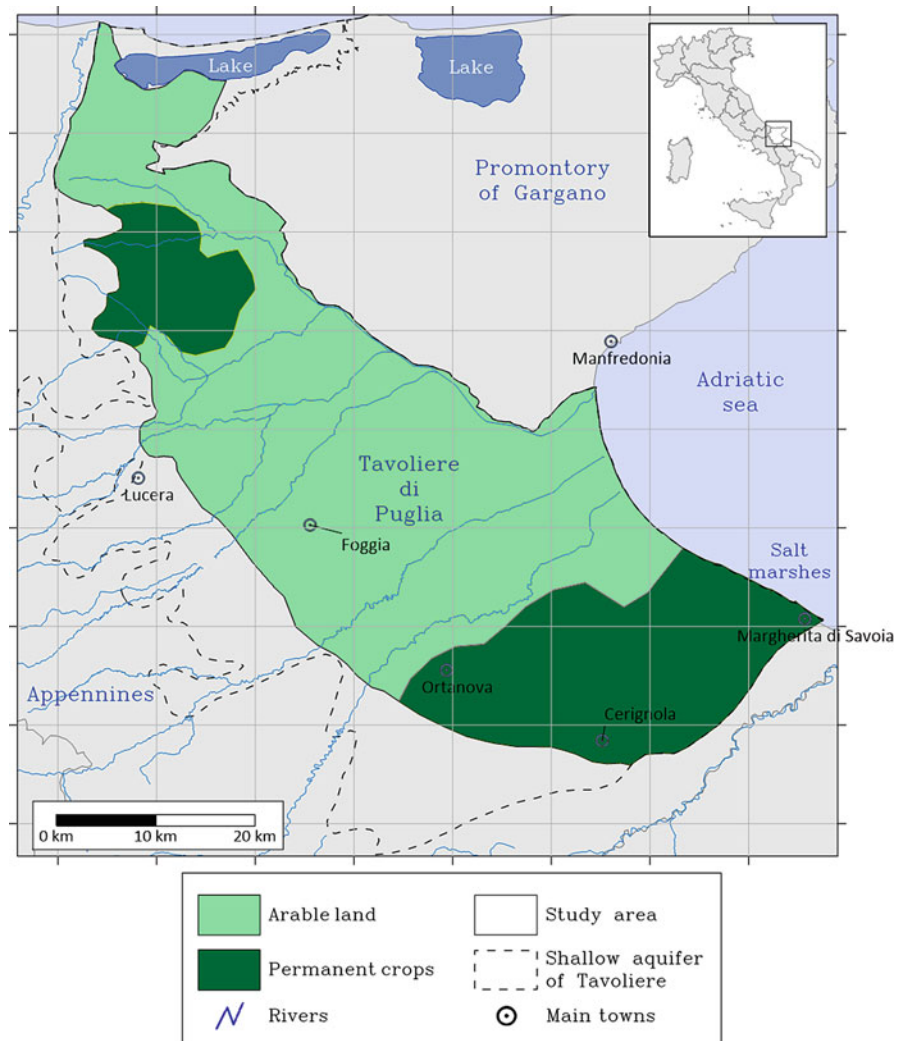 Lake
Lake
Promontory
of Gargano
Manfredonia
Adriatic
sea
Tavoliere
di
Puglia
Lucera
Foggia
Salt
marshes
Margherita di Savoia
Appennines
Ortanova
Cerignola
0 km 10 km 20 km
Arable land
Study area
Permanent crops
Shallow aquifer
of Tavoliere
Rivers
Main towns